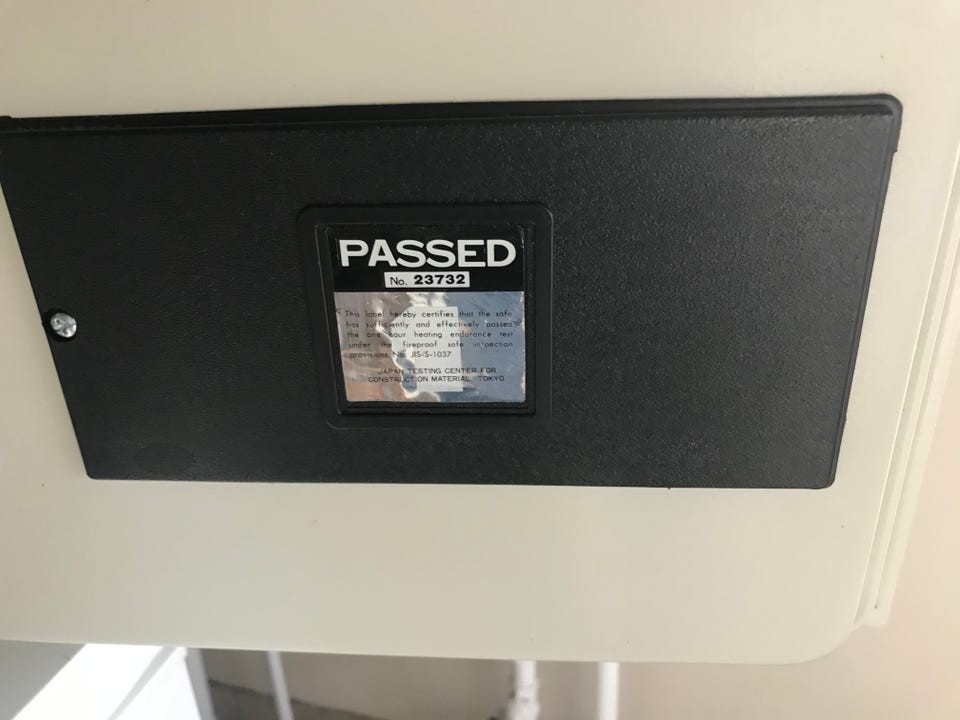 PASSED
No. 23732
This label hereby certifies that the safe
has sufficiently and effectively passed
the one hour heating endurance test
under the fireproof safe inspection
provisions No. JIS-S-1037
JAPAN TESTING CENTER FOR
CONSTRUCTION MATERIAL TOKYO